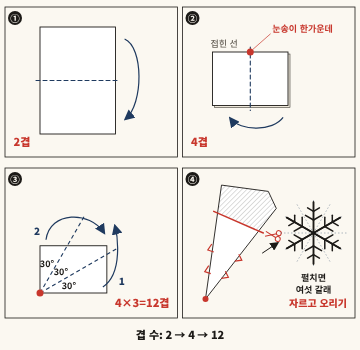 1
2겹
2
눈송이 한가운데
접힌 선
4겹
3
2
30°
30°
30°
1
4×3=12겹
4
펼치면
여섯 갈래
자르고 오리기
겹 수: 2 → 4 → 12